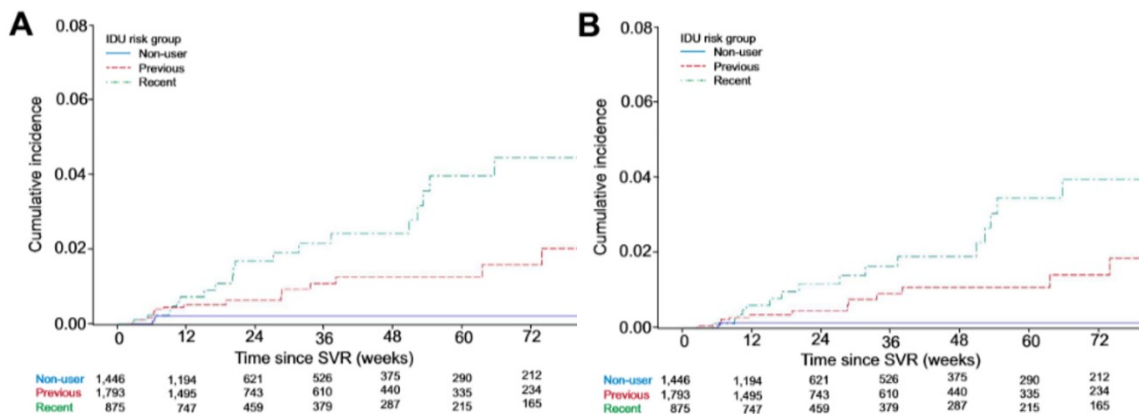 A
0.08
0.06
0.04
0.02
0.00
Cumulative incidence
IDU risk group
Non-user
Previous
Recent
0 12 24 36 48 60 72
Time since SVR (weeks)
Non-user 1,446 1,194 621 526 375 290 212
Previous 1,793 1,495 743 610 440 335 234
Recent 875 747 459 379 287 215 165
B
0.08
0.06
0.04
0.02
0.00
Cumulative incidence
IDU risk group
Non-user
Previous
Recent
0 12 24 36 48 60 72
Time since SVR (weeks)
Non-user 1,446 1,194 621 526 375 290 212
Previous 1,793 1,495 743 610 440 335 234
Recent 875 747 459 379 287 215 165